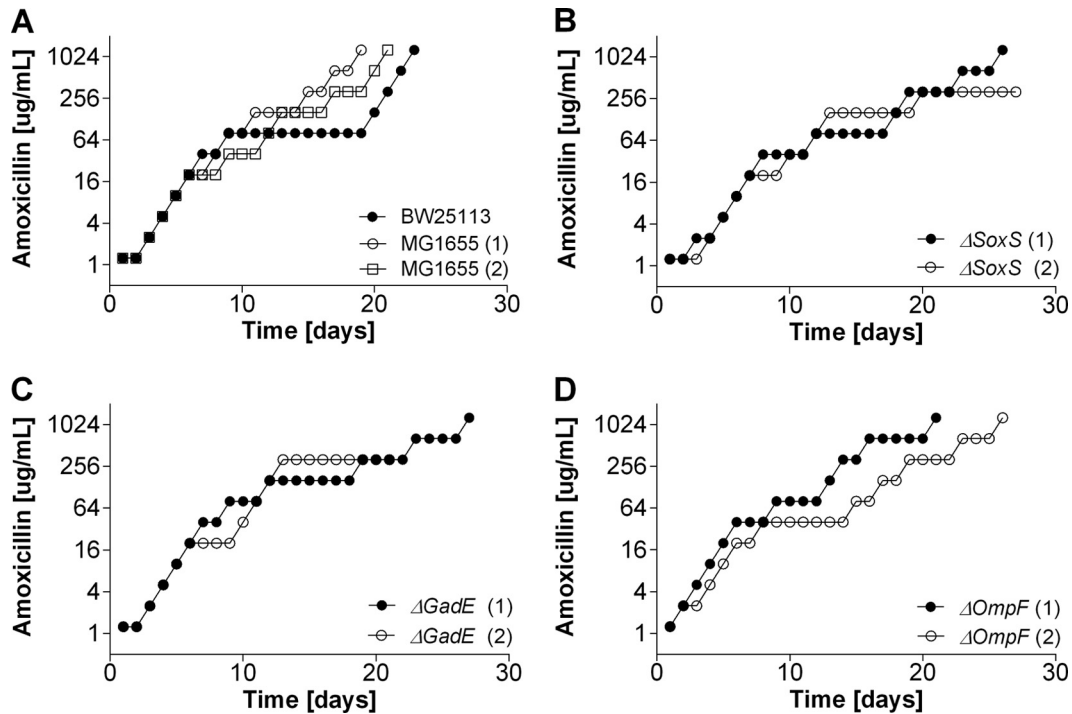 A
Amoxicillin [ug/mL]
1024
256
64
16
4
1
BW25113
MG1655 (1)
MG1655 (2)
0
10
20
30
Time [days]
B
Amoxicillin [ug/mL]
1024
256
64
16
4
1
ΔSoxS (1)
ΔSoxS (2)
0
10
20
30
Time [days]
C
Amoxicillin [ug/mL]
1024
256
64
16
4
1
ΔGadE (1)
ΔGadE (2)
0
10
20
30
Time [days]
D
Amoxicillin [ug/mL]
1024
256
64
16
4
1
ΔOmpF (1)
ΔOmpF (2)
0
10
20
30
Time [days]